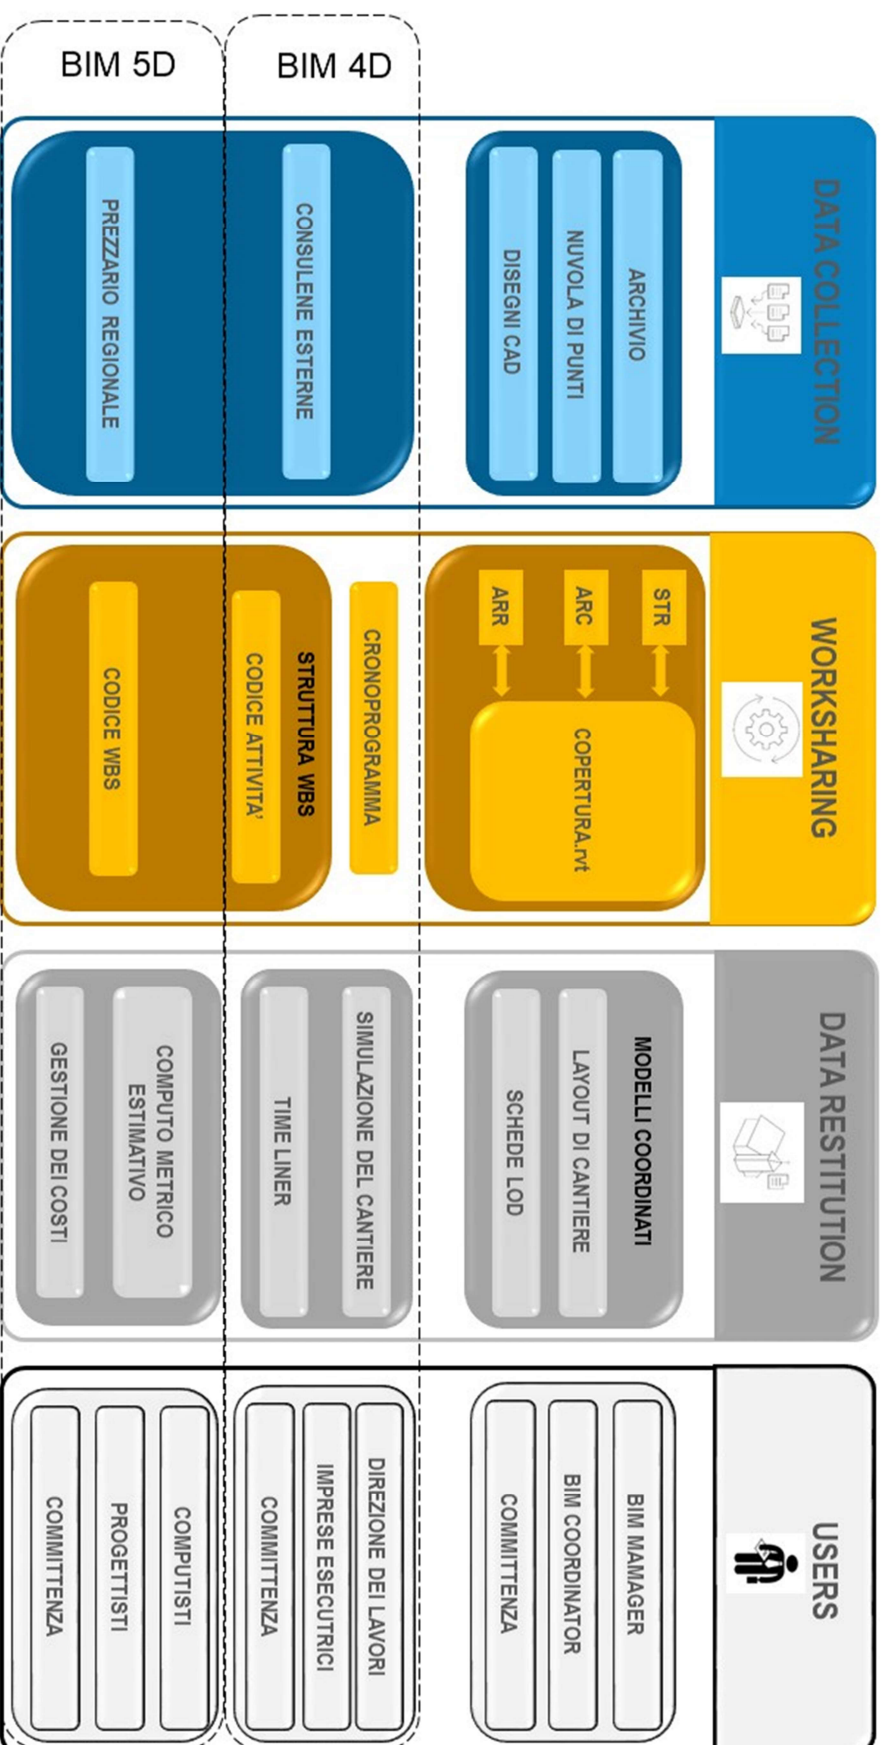 DATA COLLECTION
ARCHIVIO
NUVOLA DI PUNTI
DISEGNI CAD
CONSULENE ESTERNE
PREZZARIO REGIONALE
WORKSHARING
STR
ARC
ARR
COPERTURA.rvt
CRONOPROGRAMMA
STRUTTURA WBS
CODICE ATTIVITA'
CODICE WBS
DATA RESTITUTION
MODELLI COORDINATI
LAYOUT DI CANTIERE
SCHEDE LOD
SIMULAZIONE DEL CANTIERE
TIME LINER
COMPUTO METRICO
ESTIMATIVO
GESTIONE DEI COSTI
USERS
BIM MAMAGER
BIM COORDINATOR
COMMITTENZA
DIREZIONE DEI LAVORI
IMPRESE ESECUTRICI
COMMITTENZA
COMPUTISTI
PROGETTISTI
COMMITTENZA
BIM 4D
BIM 5D